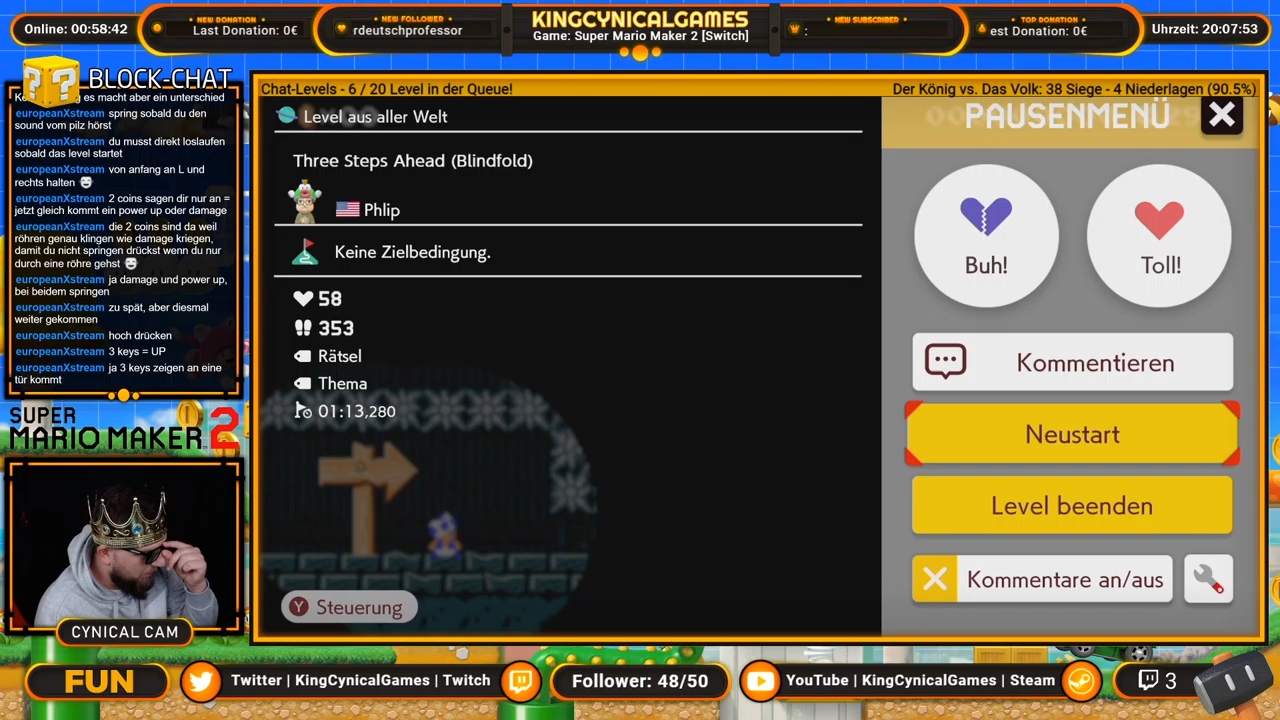 Online: 00:58:42
NEW DONATION
Last Donation: 0€
NEW FOLLOWER
rdeutschprofessor
KINGCYNICALGAMES
Game: Super Mario Maker 2 [Switch]
NEW SUBSCRIBER
:
TOP DONATION
est Donation: 0€
Uhrzeit: 20:07:53
BLOCK-CHAT
es macht aber ein unterschied
europeanXstream spring sobald du den
sound vom pilz hörst
europeanXstream du musst direkt loslaufen
sobald das level startet
europeanXstream von anfang an L und
rechts halten
europeanXstream 2 coins sagen dir nur an =
jetzt gleich kommt ein power up oder damage
europeanXstream die 2 coins sind da weil
röhren genau klingen wie damage kriegen,
damit du nicht springen drückst wenn du nur
durch eine röhre gehst
europeanXstream ja damage und power up,
bei beidem springen
europeanXstream zu spät, aber diesmal
weiter gekommen
europeanXstream hoch drücken
europeanXstream 3 keys = UP
europeanXstream ja 3 keys zeigen an eine
tür kommt
SUPER
MARIO MAKER 2
CYNICAL CAM
Chat-Levels - 6 / 20 Level in der Queue!
Der König vs. Das Volk: 38 Siege - 4 Niederlagen (90.5%)
Level aus aller Welt
Three Steps Ahead (Blindfold)
Phlip
Keine Zielbedingung.
58
353
Rätsel
Thema
01:13,280
Y Steuerung
PAUSENMENÜ
Buh!
Toll!
Kommentieren
Neustart
Level beenden
Kommentare an/aus
FUN
Twitter | KingCynicalGames | Twitch
Follower: 48/50
YouTube | KingCynicalGames | Steam
3